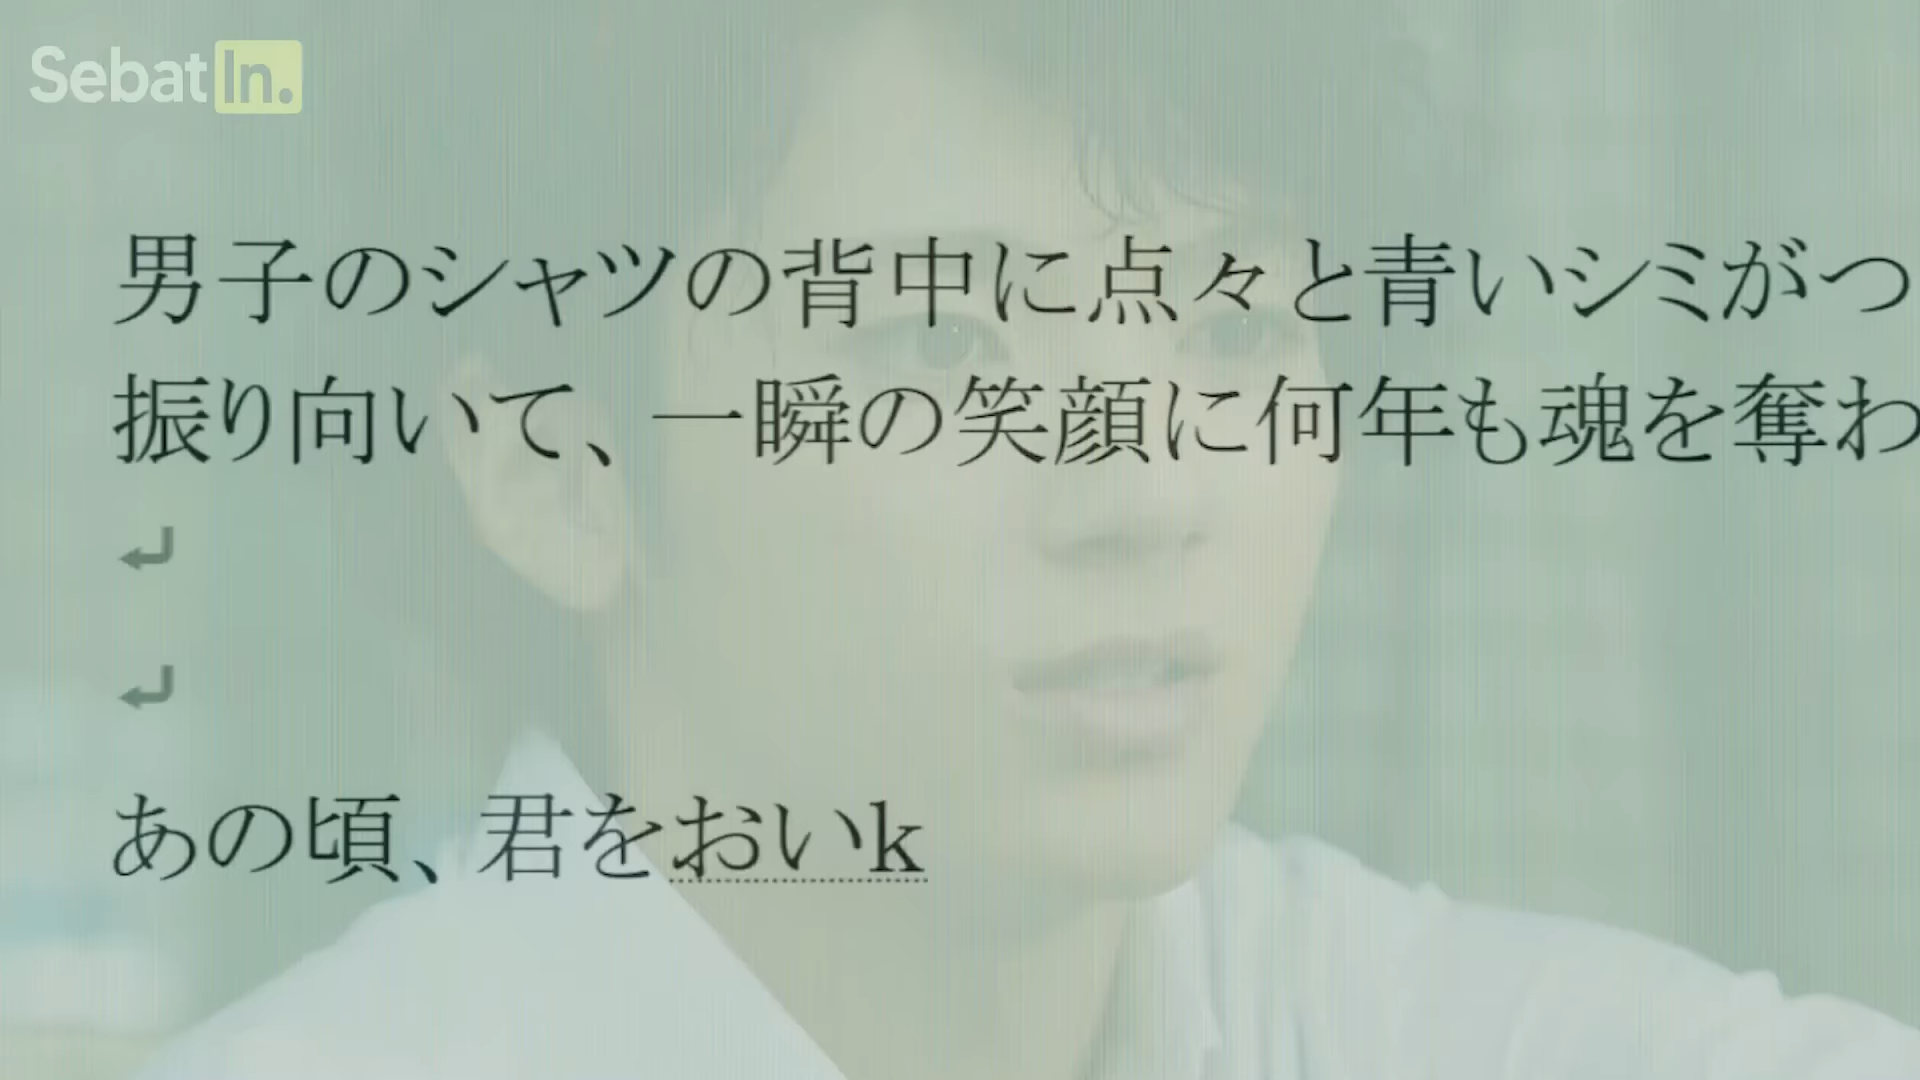 Sebat In.
男子のシャツの背中に点々と青いシミがつ
振り向いて、一瞬の笑顔に何年も魂を奪わ
↵
↵
あの頃、君をおいk